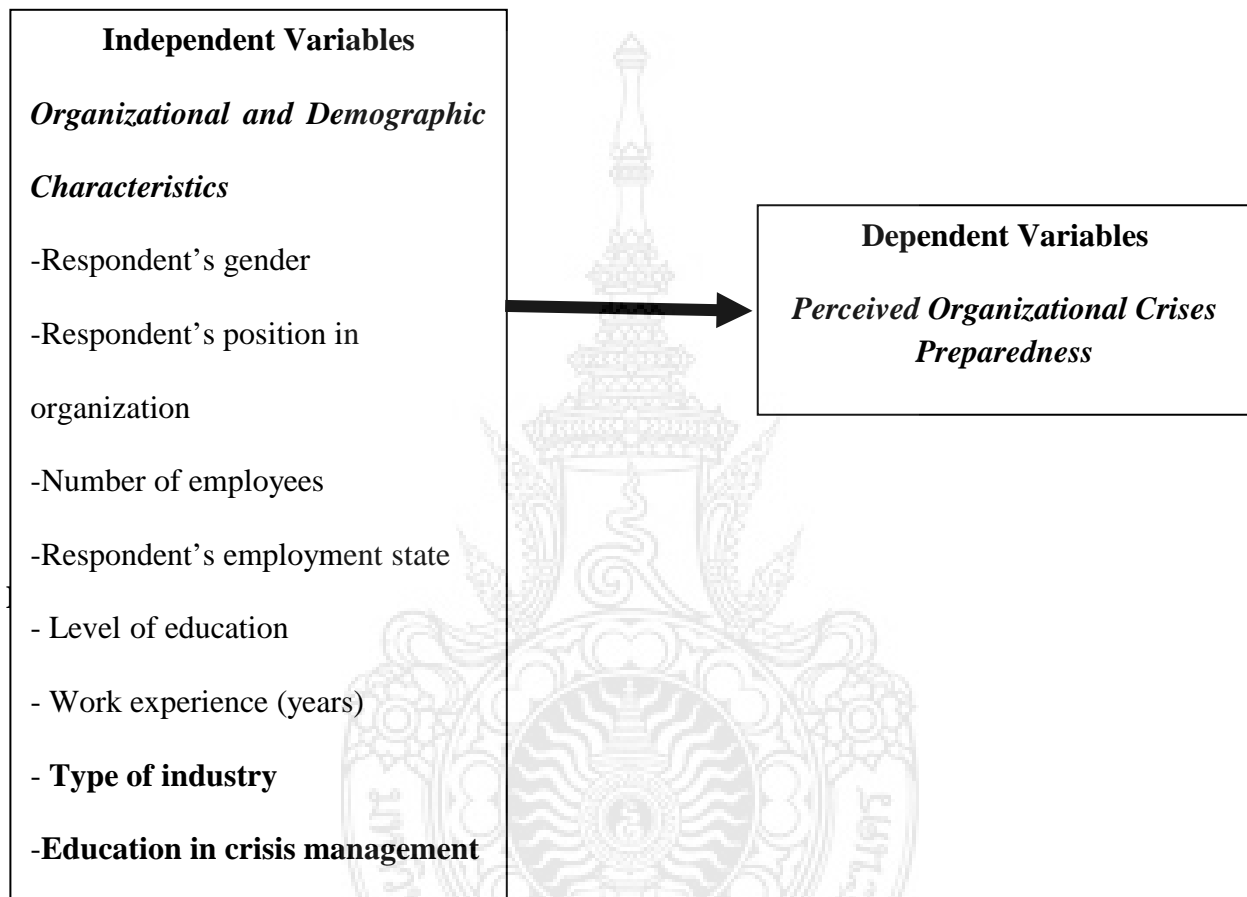 Independent Variables
Organizational and Demographic
Characteristics
-Respondent’s gender
-Respondent’s position in
organization
-Number of employees
-Respondent’s employment state
- Level of education
- Work experience (years)
- Type of industry
-Education in crisis management
Dependent Variables
Perceived Organizational Crises
Preparedness